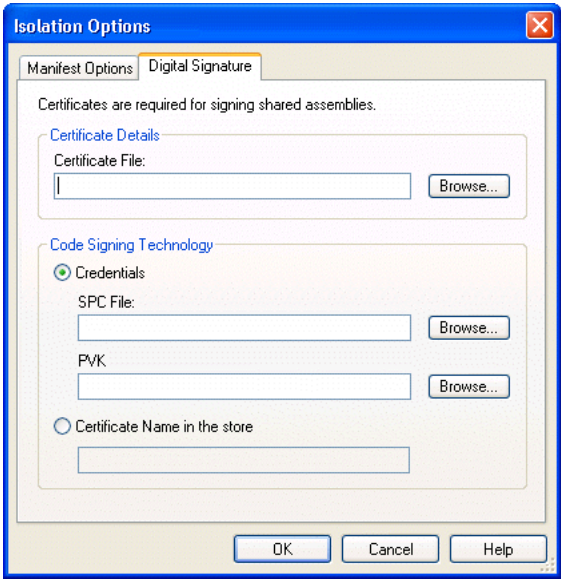 Isolation Options
Manifest Options Digital Signature
Certificates are required for signing shared assemblies.
Certificate Details
Certificate File:
Browse...
Code Signing Technology
Credentials
SPC File:
Browse...
PVK
Browse...
Certificate Name in the store
OK Cancel Help